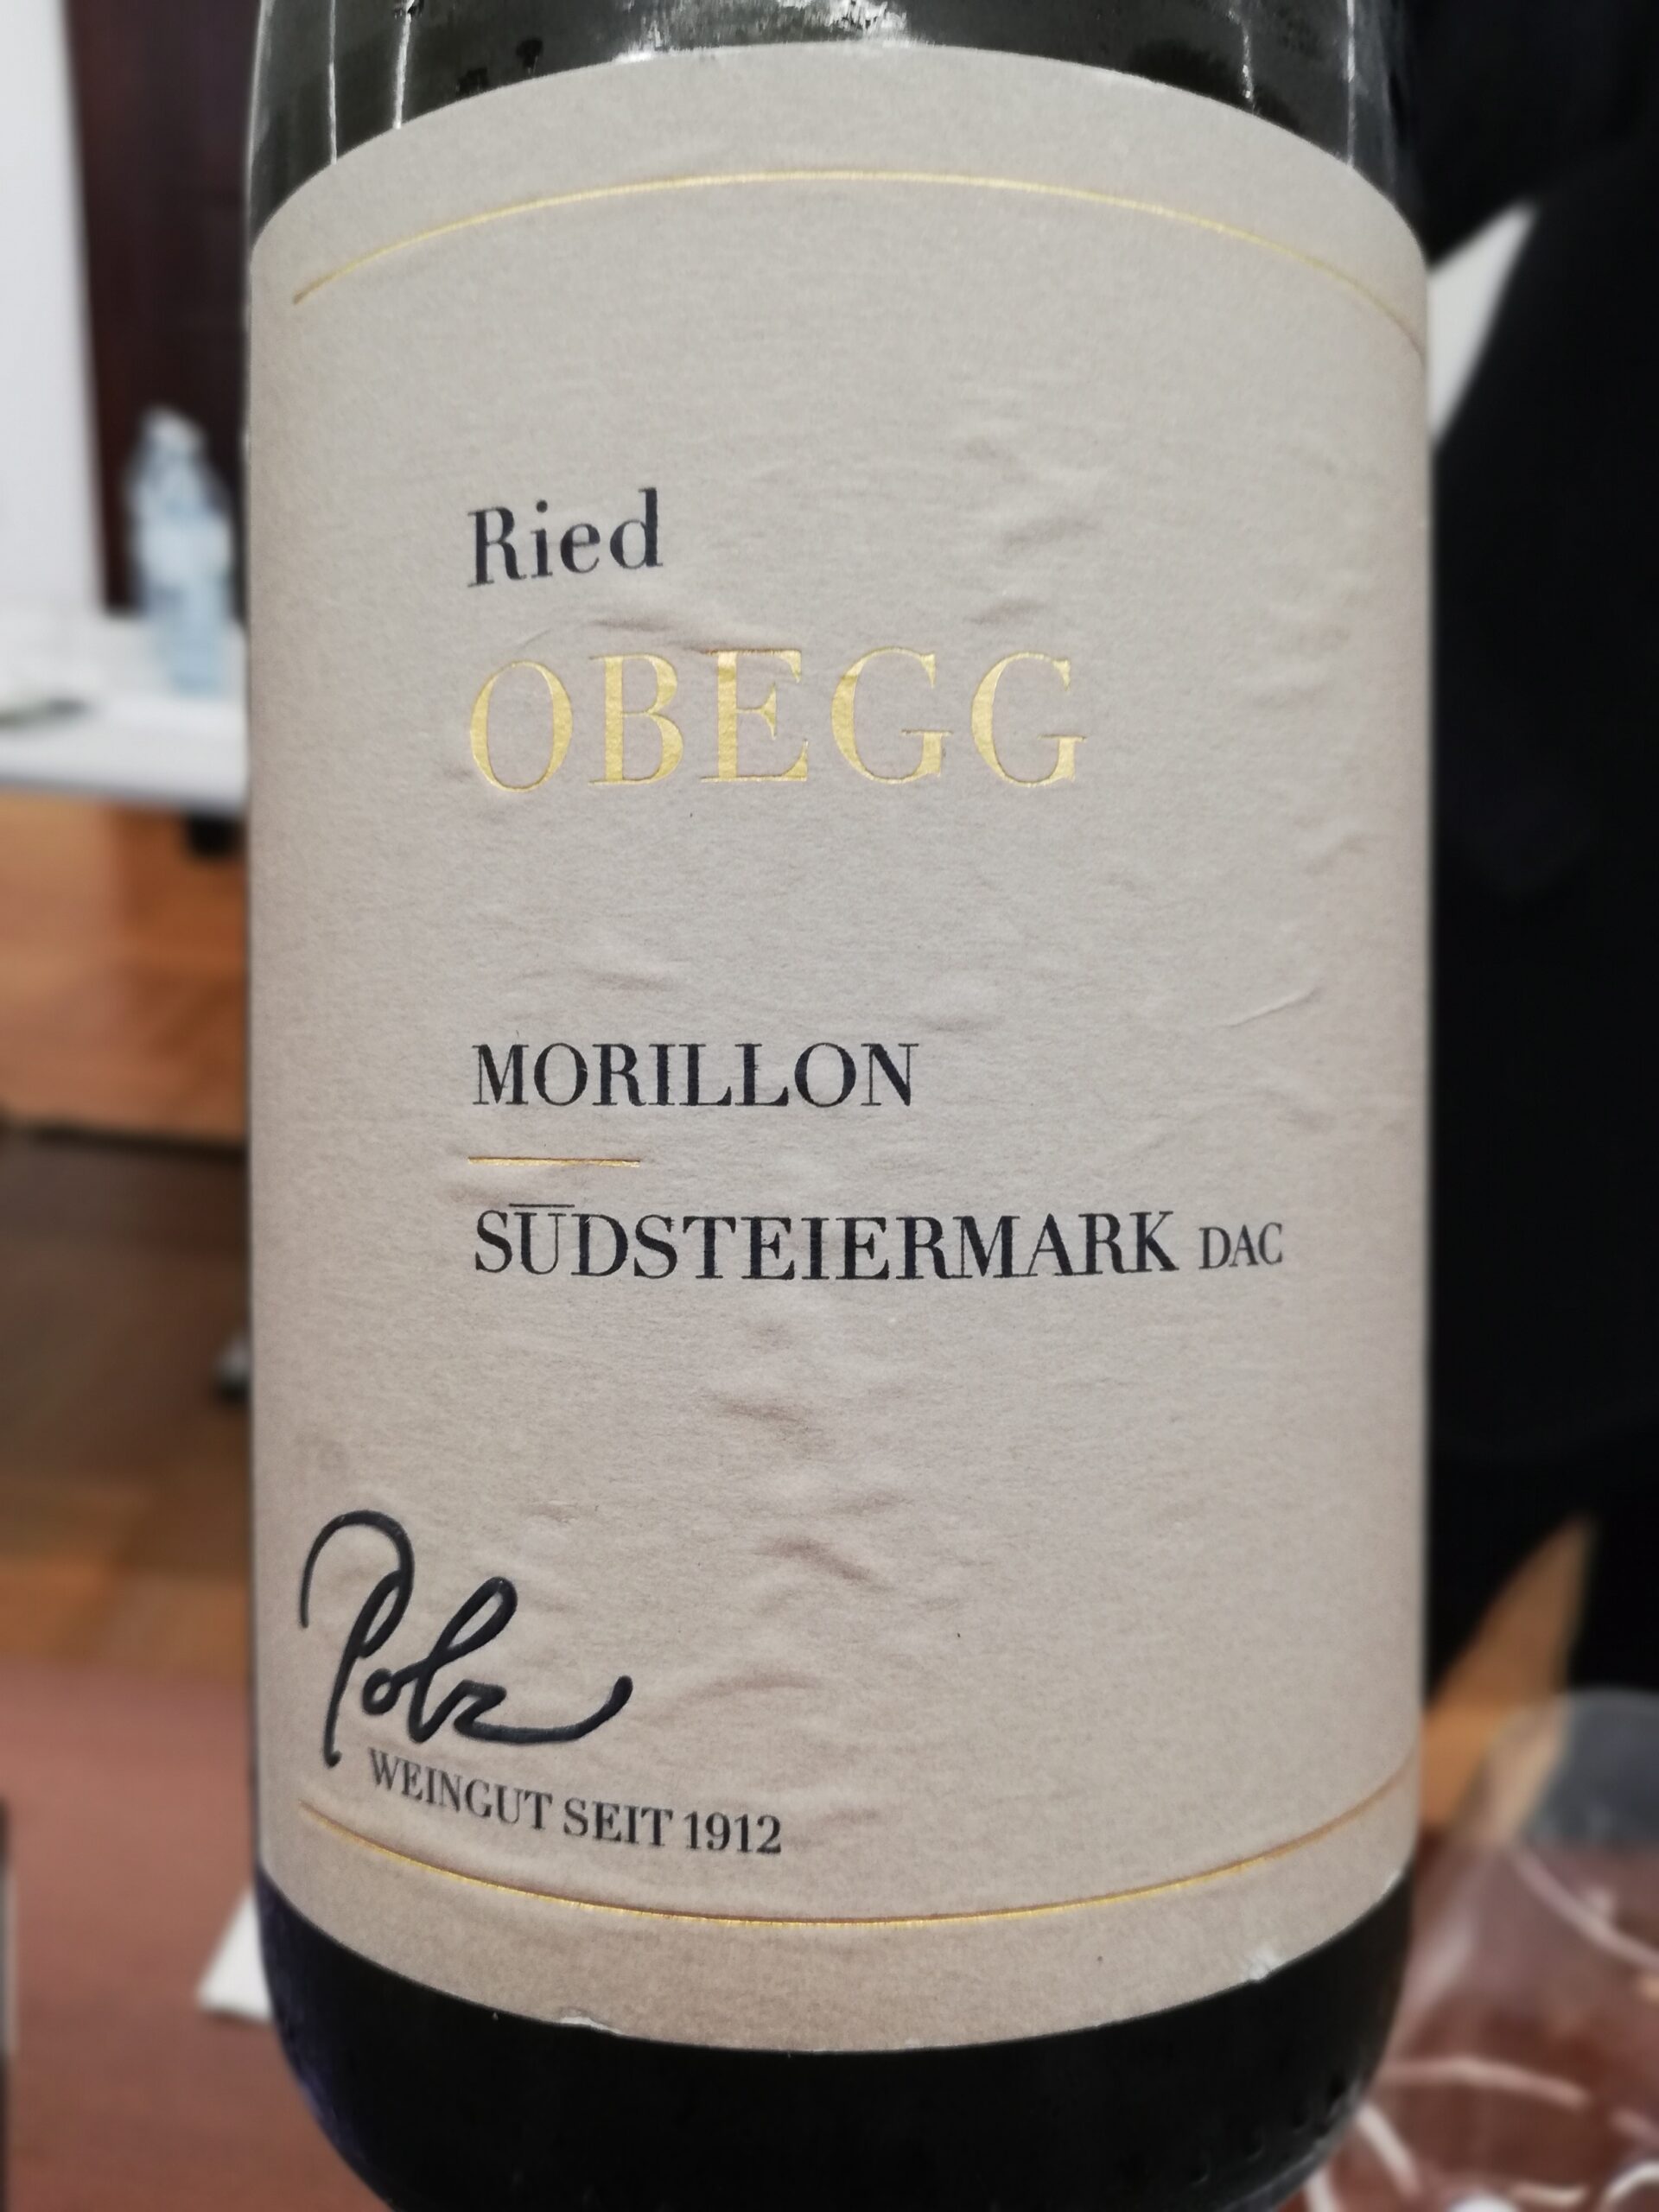 Ried
OBEGG
MORILLON
SÜDSTEIERMARK DAC
Polz
WEINGUT SEIT 1912